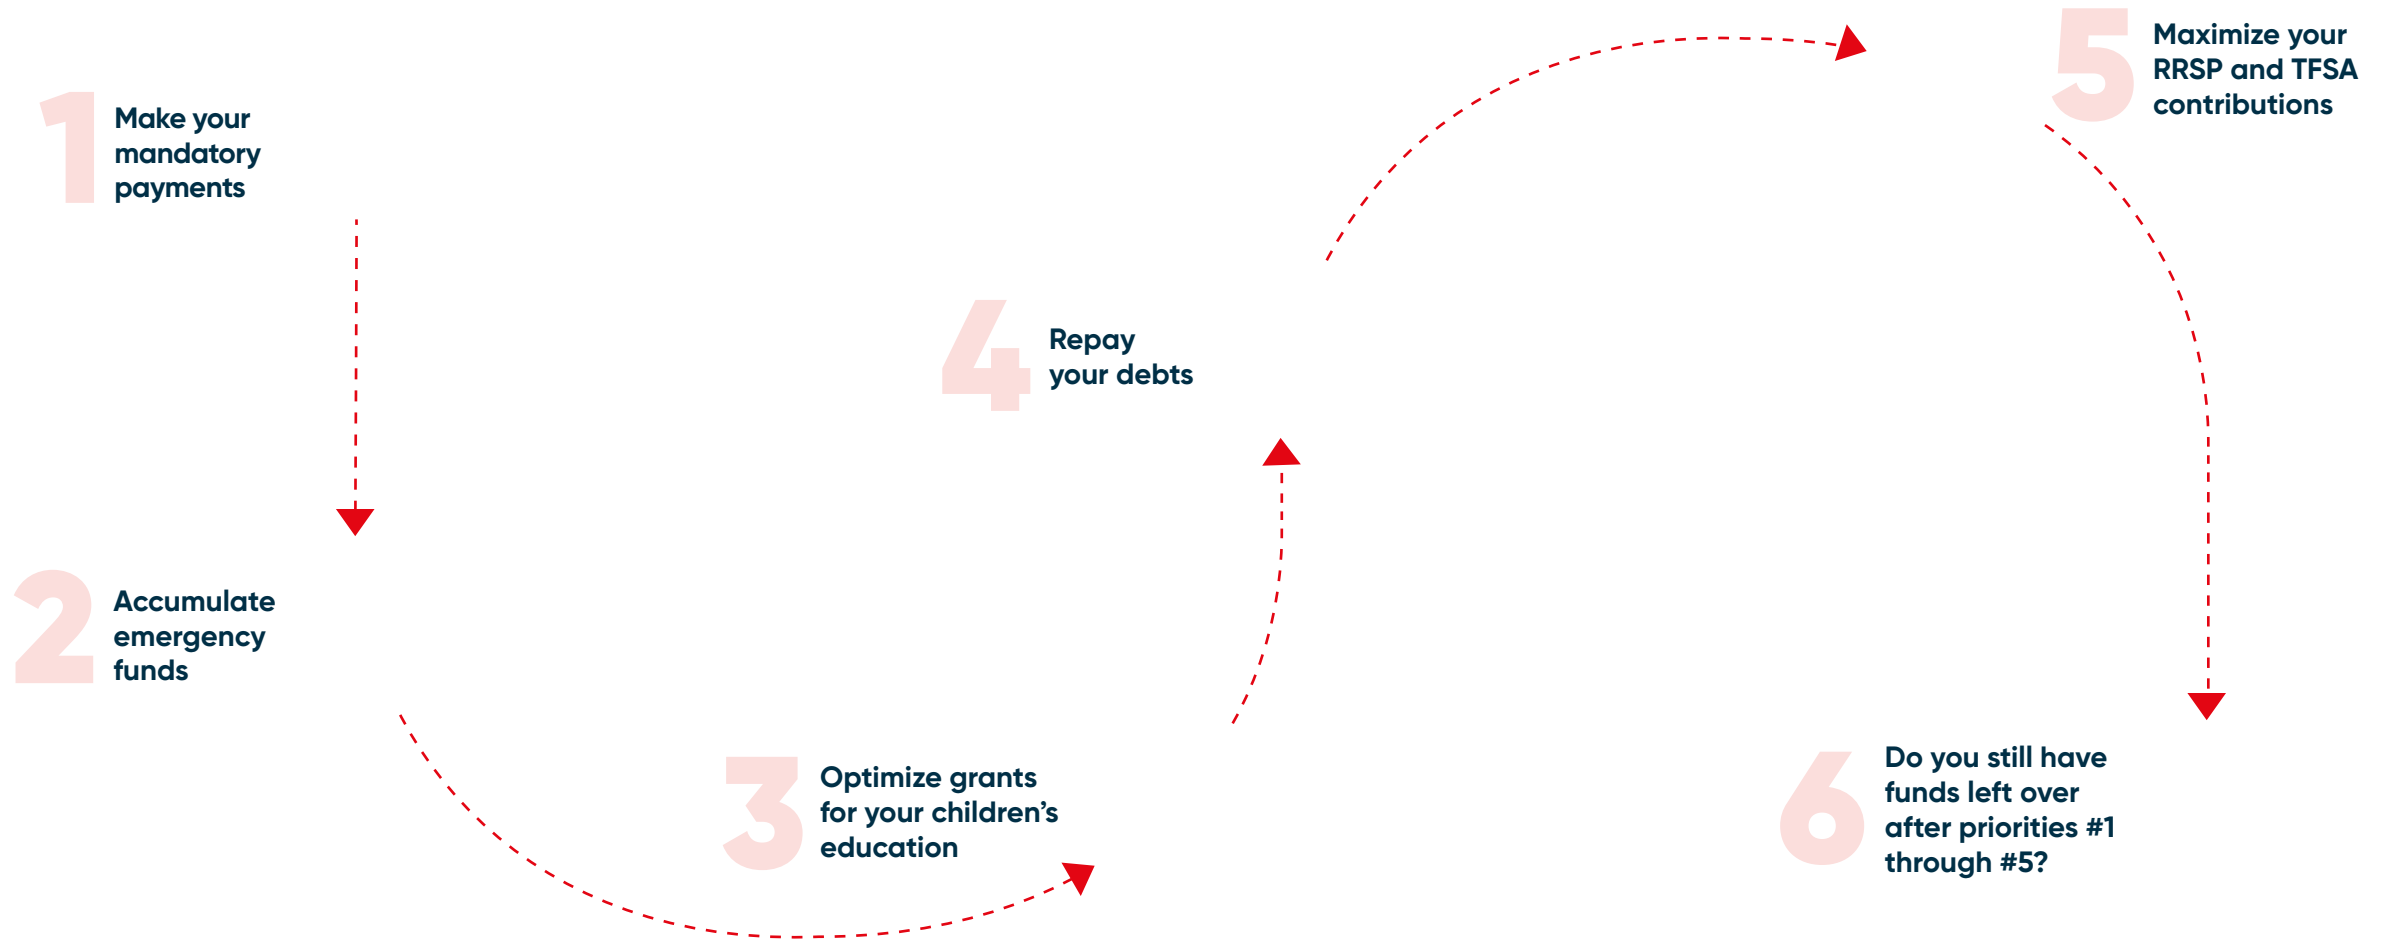 1
Make your
mandatory
payments
2
Accumulate
emergency
funds
3
Optimize grants
for your children’s
education
4
Repay
your debts
5
Maximize your
RRSP and TFSA
contributions
6
Do you still have
funds left over
after priorities #1
through #5?